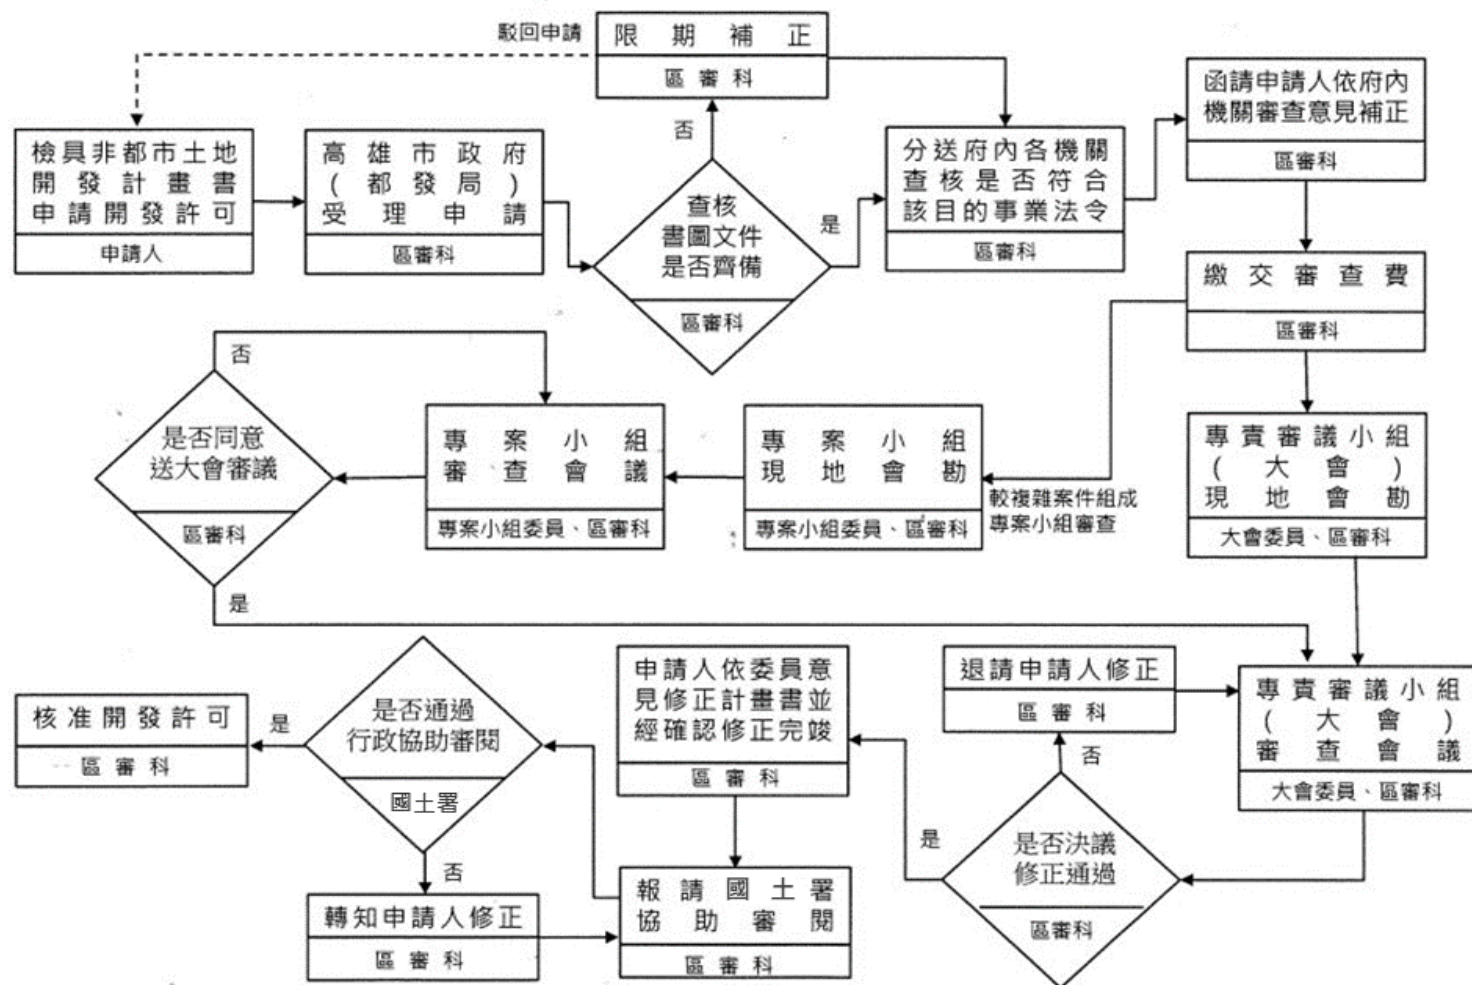 駁回申請
限期補正
區審科
檢具非都市土地
開發計畫書
申請開發許可
申請人
高雄市政府
(都發局)
受理申請
區審科
否
查核
書圖文件
是否齊備
區審科
是
分送府內各機關
查核是否符合
該目的事業法令
區審科
函請申請人依府內
機關審查意見補正
區審科
繳交審查費
區審科
專責審議小組
(大會)
現地會勘
大會委員、區審科
較複雜案件組成
專案小組審查
專案小組
現地會勘
專案小組委員、區審科
專案小組
審查會議
專案小組委員、區審科
否
是否同意
送大會審議
區審科
是
專責審議小組
(大會)
審查會議
大會委員、區審科
退請申請人修正
區審科
否
是否決議
修正通過
區審科
是
申請人依委員意
見修正計畫書並
經確認修正完竣
區審科
報請國土署
協助審閱
區審科
是否通過
行政協助審閱
國土署
否
轉知申請人修正
區審科
是
核准開發許可
區審科